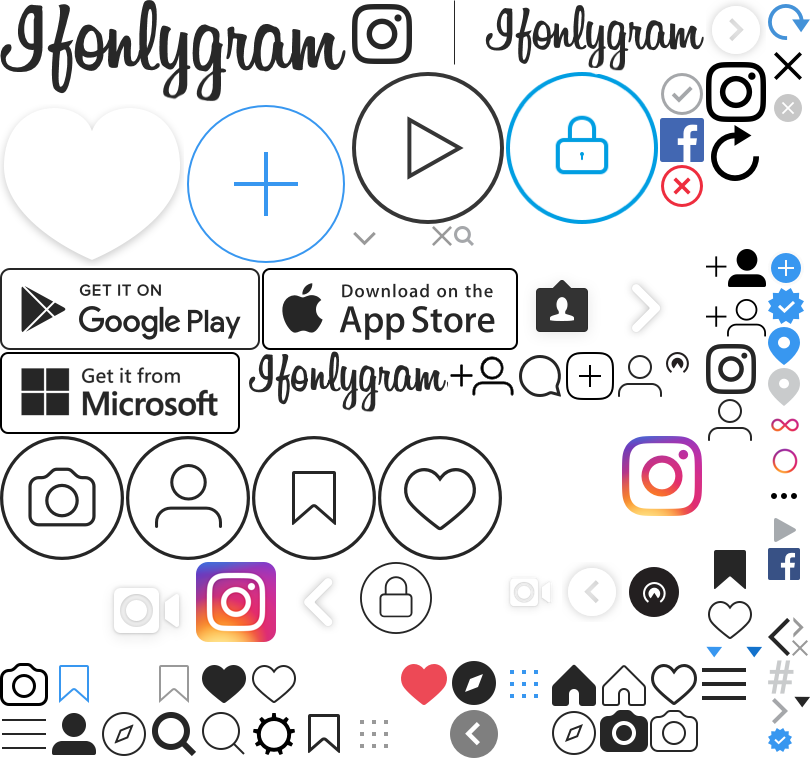 Ifonlygram
Ifonlygram
GET IT ON
Google Play
Download on the
App Store
Get it from
Microsoft
Ifonlygram
#